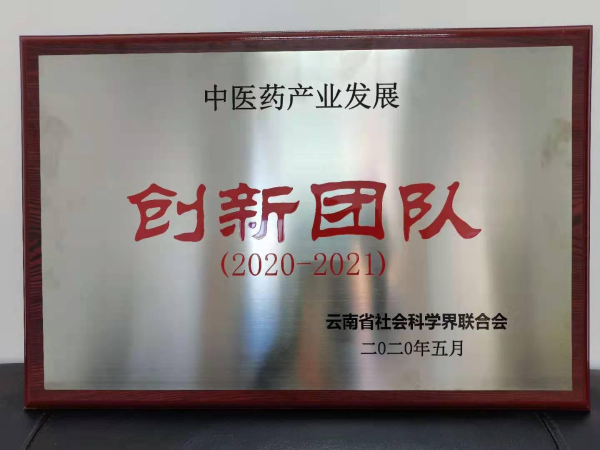 中医药产业发展
创新团队
(2020-2021)
云南省社会科学界联合会
二〇二〇年五月